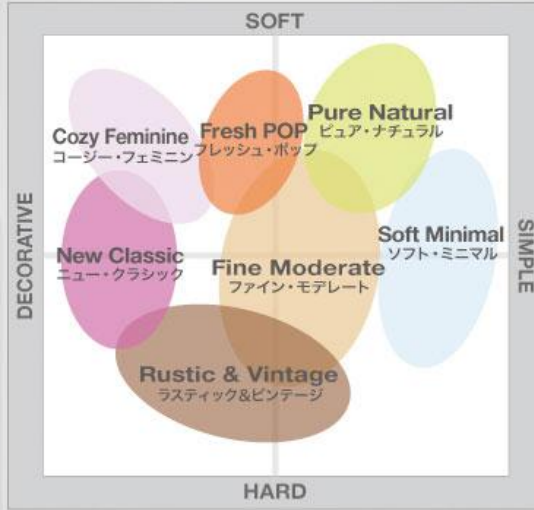 SOFT
Pure Natural
ピュア・ナチュラル
Cozy Feminine
コージー・フェミニン
Fresh POP
フレッシュ・ポップ
DECORATIVE
New Classic
ニュー・クラシック
Fine Moderate
ファイン・モデレート
Soft Minimal
ソフト・ミニマル
SIMPLE
Rustic & Vintage
ラスティック&ビンテージ
HARD